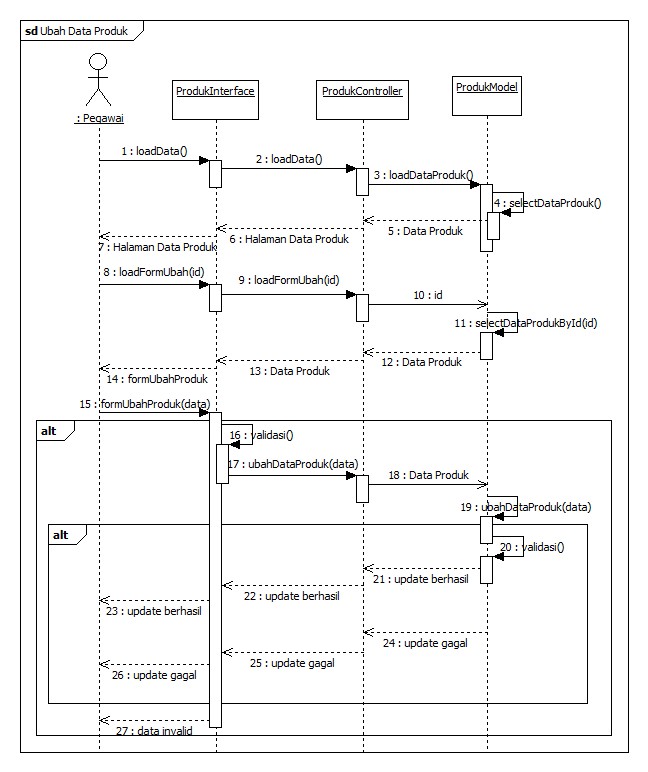 sd Ubah Data Produk
: Pegawai
ProdukInterface
ProdukController
ProdukModel
1 : loadData()
2 : loadData()
3 : loadDataProduk()
4 : selectDataPrdouk()
5 : Data Produk
6 : Halaman Data Produk
7 : Halaman Data Produk
8 : loadFormUbah(id)
9 : loadFormUbah(id)
10 : id
11 : selectDataProdukById(id)
12 : Data Produk
13 : Data Produk
14 : formUbahProduk
15 : formUbahProduk(data)
alt
16 : validasi()
17 : ubahDataProduk(data)
18 : Data Produk
19 : ubahDataProduk(data)
alt
20 : validasi()
21 : update berhasil
22 : update berhasil
23 : update berhasil
24 : update gagal
25 : update gagal
26 : update gagal
27 : data invalid